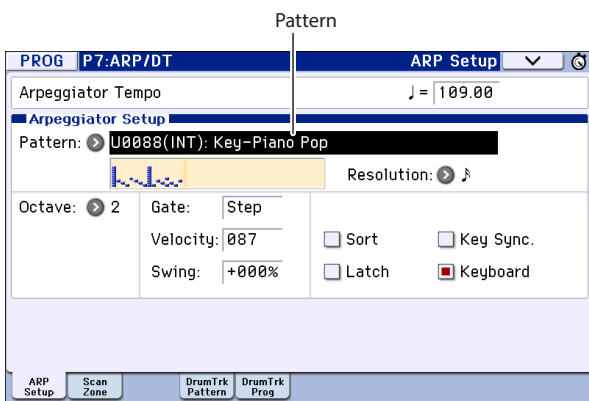 Pattern
PROG P7:ARP/DT ARP Setup
Arpeggiator Tempo ♩= 109.00
Arpeggiator Setup
Pattern: U0088(INT): Key-Piano Pop
Resolution: ♪
Octave: 2 Gate: Step
Velocity: 087 Sort Key Sync.
Swing: +000% Latch Keyboard
ARP Setup Scan Zone DrumTrk Pattern DrumTrk Prog